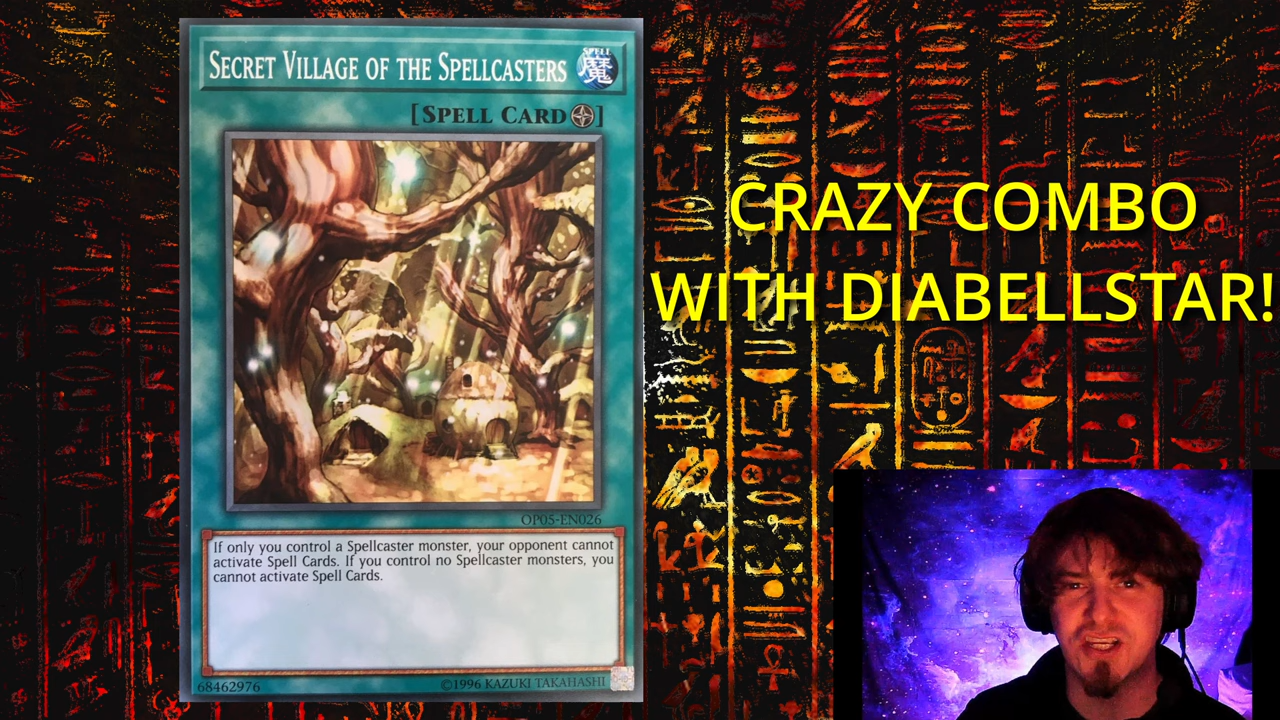 SECRET VILLAGE OF THE SPELLCASTERS
SPELL
魔
[SPELL CARD]
CRAZY COMBO
WITH DIABELLSTAR!
OP05-EN026
If only you control a Spellcaster monster, your opponent cannot
activate Spell Cards. If you control no Spellcaster monsters, you
cannot activate Spell Cards.
68462976
©1996 KAZUKI TAKAHASHI